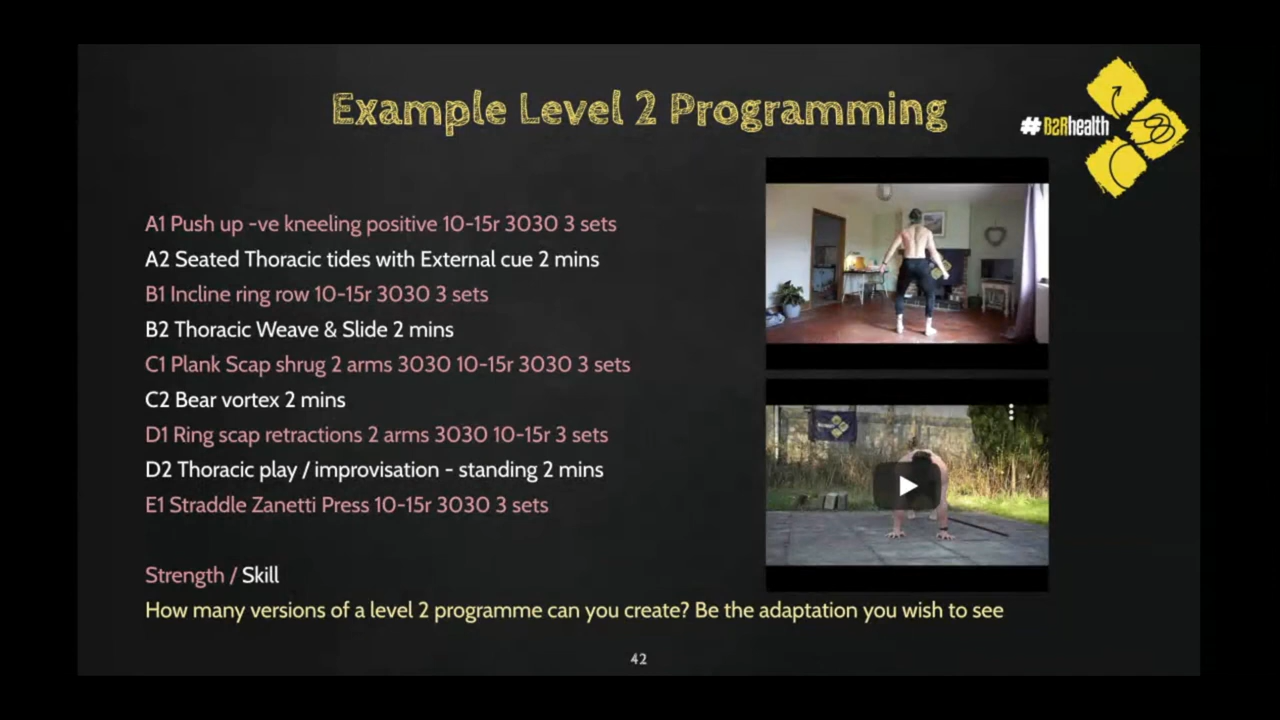 Example Level 2 Programming
#B2Rhealth
A1 Push up -ve kneeling positive 10-15r 3030 3 sets
A2 Seated Thoracic tides with External cue 2 mins
B1 Incline ring row 10-15r 3030 3 sets
B2 Thoracic Weave & Slide 2 mins
C1 Plank Scap shrug 2 arms 3030 10-15r 3030 3 sets
C2 Bear vortex 2 mins
D1 Ring scap retractions 2 arms 3030 10-15r 3 sets
D2 Thoracic play / improvisation - standing 2 mins
E1 Straddle Zanetti Press 10-15r 3030 3 sets
Strength / Skill
How many versions of a level 2 programme can you create? Be the adaptation you wish to see
42